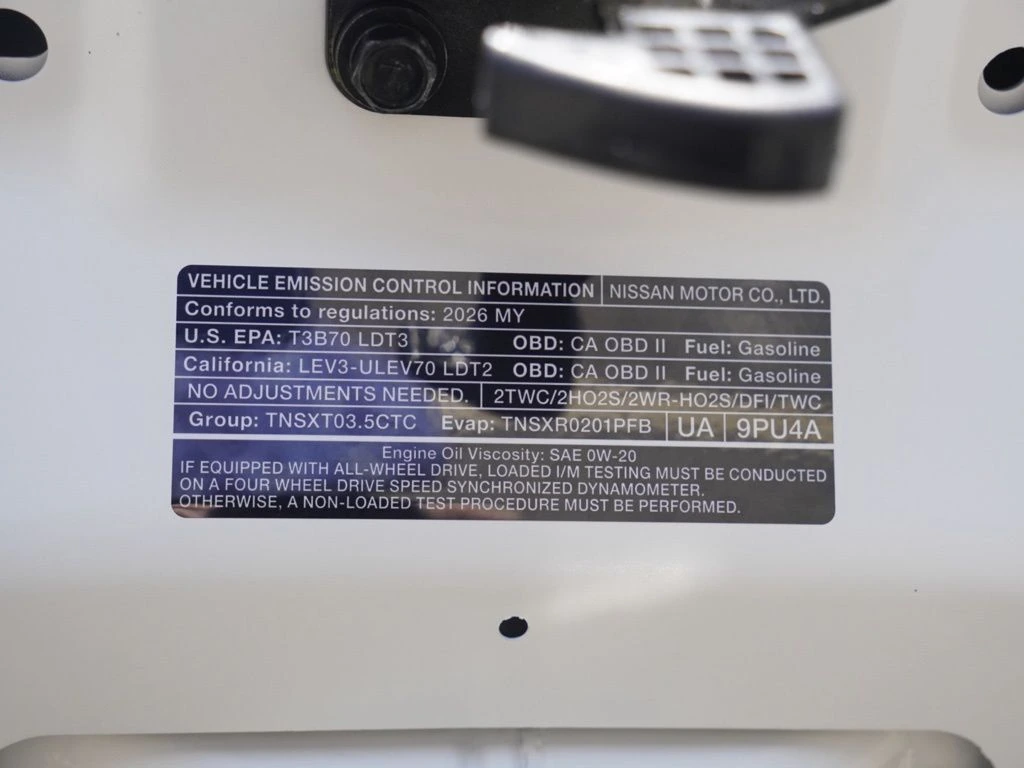 VEHICLE EMISSION CONTROL INFORMATION NISSAN MOTOR CO., LTD.
Conforms to regulations: 2026 MY
U.S. EPA: T3B70 LDT3 OBD: CA OBD II Fuel: Gasoline
California: LEV3-ULEV70 LDT2 OBD: CA OBD II Fuel: Gasoline
NO ADJUSTMENTS NEEDED. 2TWC/2HO2S/2WR-HO2S/DFI/TWC
Group: TNSXT03.5CTC Evap: TNSXR0201PFB UA 9PU4A
Engine Oil Viscosity: SAE 0W-20
IF EQUIPPED WITH ALL-WHEEL DRIVE, LOADED I/M TESTING MUST BE CONDUCTED
ON A FOUR WHEEL DRIVE SPEED SYNCHRONIZED DYNAMOMETER.
OTHERWISE, A NON-LOADED TEST PROCEDURE MUST BE PERFORMED.